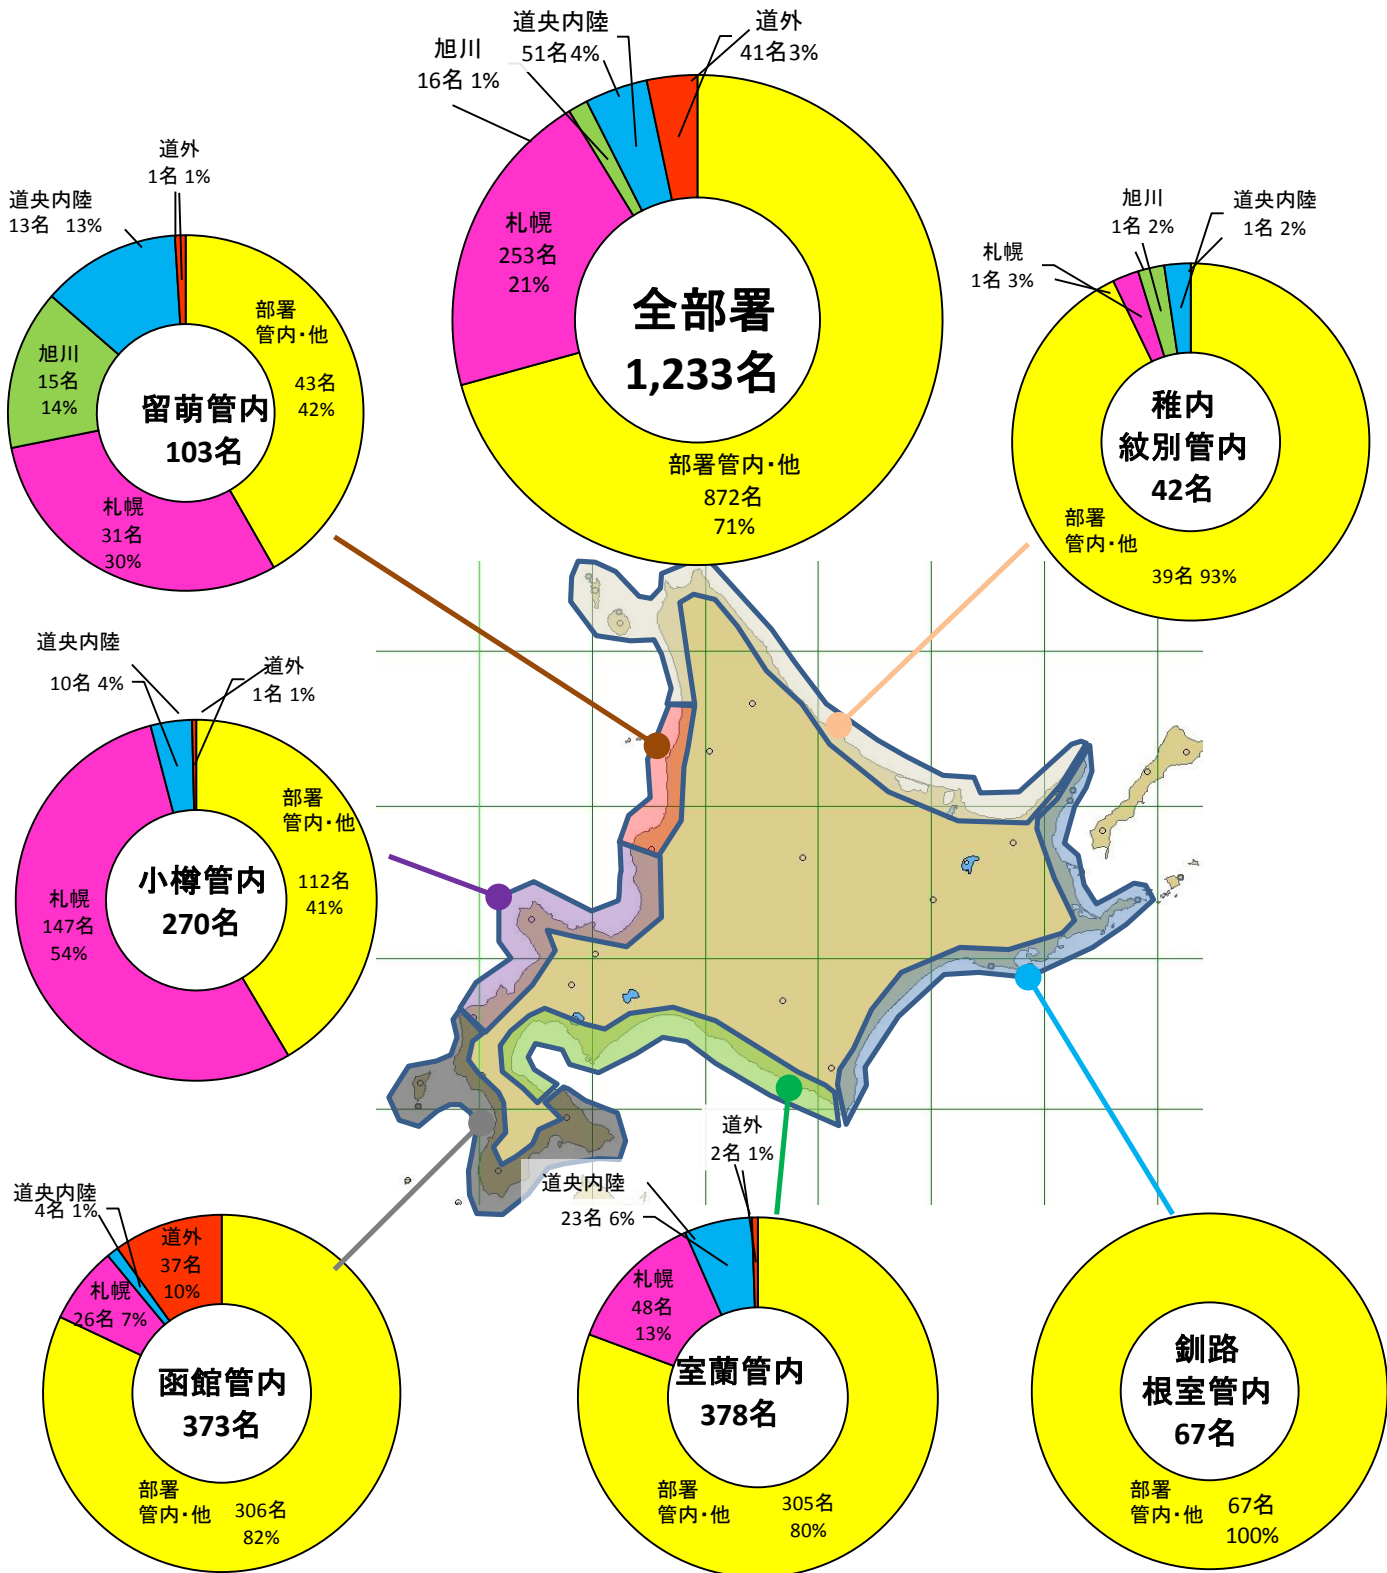 道央内陸
51名4%
道外
41名3%
旭川
16名 1%
札幌
253名
21%
全部署
1,233名
部署管内・他
872名
71%
道外
1名 1%
道央内陸
13名 13%
旭川
15名
14%
部署
管内・他
43名
42%
留萌管内
103名
札幌
31名
30%
旭川
1名 2%
道央内陸
1名 2%
札幌
1名 3%
稚内
紋別管内
42名
部署
管内・他
39名 93%
道央内陸
10名 4%
道外
1名 1%
部署
管内・他
112名
41%
小樽管内
270名
札幌
147名
54%
道央内陸
4名 1%
道外
37名
10%
札幌
26名 7%
函館管内
373名
部署
管内・他
306名
82%
道外
2名 1%
道央内陸
23名 6%
札幌
48名
13%
室蘭管内
378名
部署
管内・他
305名
80%
釧路
根室管内
67名
部署
管内・他
67名
100%